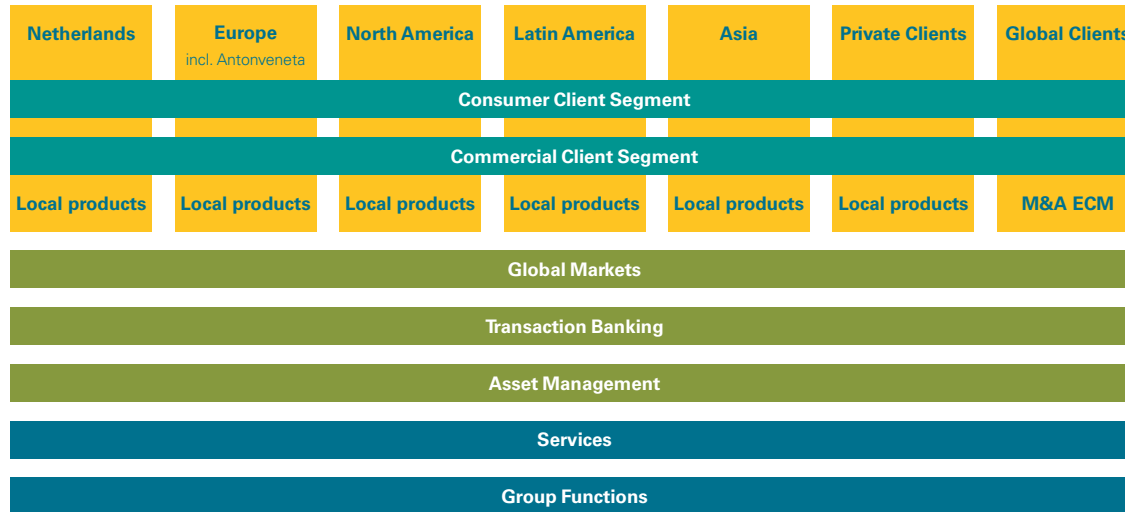 Netherlands
Europe
incl. Antonveneta
North America
Latin America
Asia
Private Clients
Global Clients
Consumer Client Segment
Commercial Client Segment
Local products
Local products
Local products
Local products
Local products
Local products
M&A ECM
Global Markets
Transaction Banking
Asset Management
Services
Group Functions